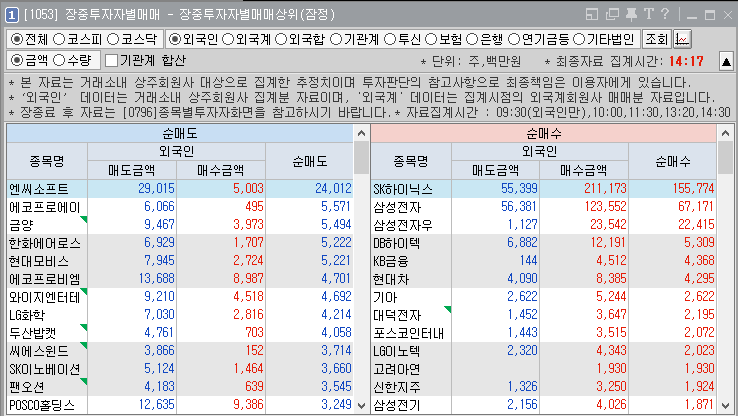 1 [1053] 장중투자자별매매 - 장중투자자별매매상위(잠정) T ?
전체 코스피 코스닥 외국인 외국계 외국합 기관계 투신 보험 은행 연기금등 기타법인 조회
금액 수량 기관계 합산 * 단위: 주,백만원 * 최종자료 집계시간: 14:17
* 본 자료는 거래소내 상주회원사 대상으로 집계한 추정치이며 투자판단의 참고사항으로 최종책임은 이용자에게 있습니다.
* '외국인' 데이터는 거래소내 상주회원사 집계분 자료이며, '외국계' 데이터는 집계시점의 외국계회원사 매매분 자료입니다.
* 장종료 후 자료는 [0796]종목별투자자화면을 참고하시기 바랍니다.* 자료집계시간 : 09:30(외국인만),10:00,11:30,13:20,14:30
순매도 순매수
종목명 외국인 순매도 종목명 외국인 순매수
매도금액 매수금액 매도금액 매수금액
엔씨소프트 29,015 5,003 24,012 SK하이닉스 55,399 211,173 155,774
에코프로에이 6,066 495 5,571 삼성전자 56,381 123,552 67,171
금양 9,467 3,973 5,494 삼성전자우 1,127 23,542 22,415
한화에어로스 6,929 1,707 5,222 DB하이텍 6,882 12,191 5,309
현대모비스 7,945 2,724 5,221 KB금융 144 4,512 4,368
에코프로비엠 13,688 8,987 4,701 현대차 4,090 8,385 4,295
와이지엔터테 9,210 4,518 4,692 기아 2,622 5,244 2,622
LG화학 7,030 2,816 4,214 대덕전자 1,452 3,647 2,195
두산밥캣 4,761 703 4,058 포스코인터내 1,443 3,515 2,072
씨에스윈드 3,866 152 3,714 LG이노텍 2,320 4,343 2,023
SK이노베이션 5,124 1,464 3,660 고려아연 1,930 1,930
팬오션 4,183 639 3,545 신한지주 1,326 3,250 1,924
POSCO홀딩스 12,635 9,386 3,249 삼성전기 2,156 4,026 1,871